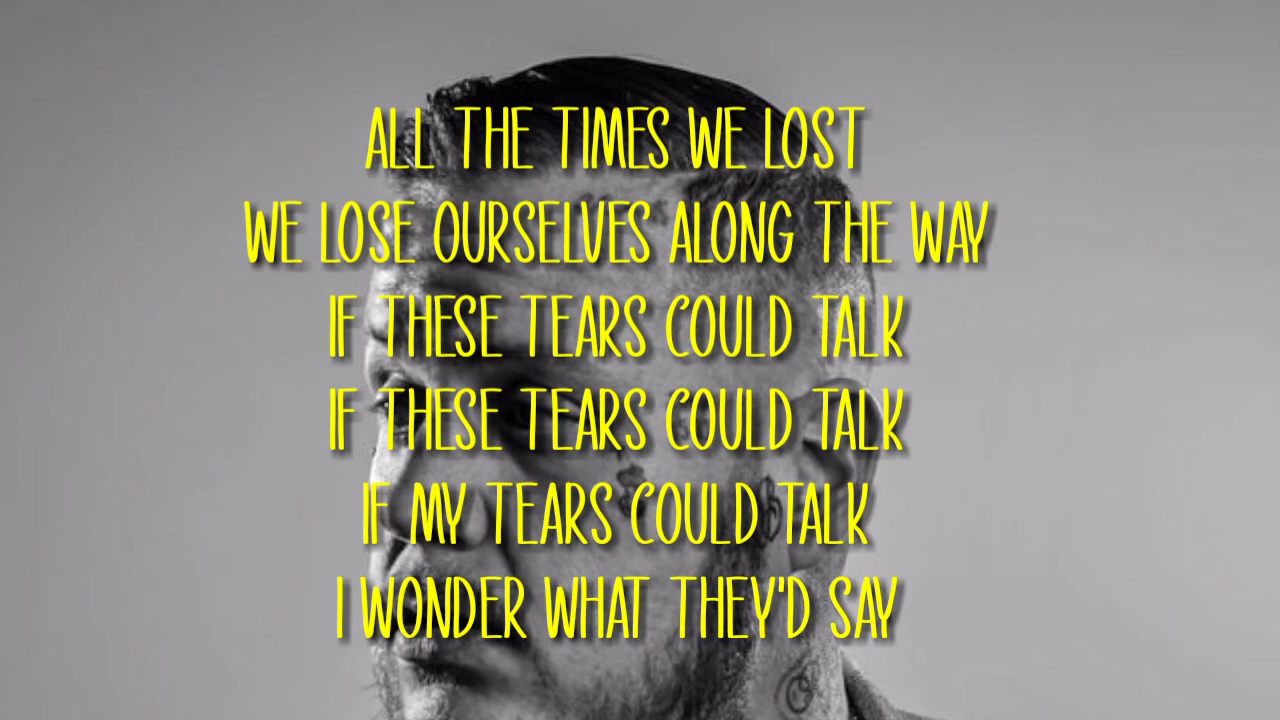 ALL THE TIMES WE LOST
WE LOSE OURSELVES ALONG THE WAY
IF THESE TEARS COULD TALK
IF THESE TEARS COULD TALK
IF MY TEARS COULD TALK
I WONDER WHAT THEY'D SAY